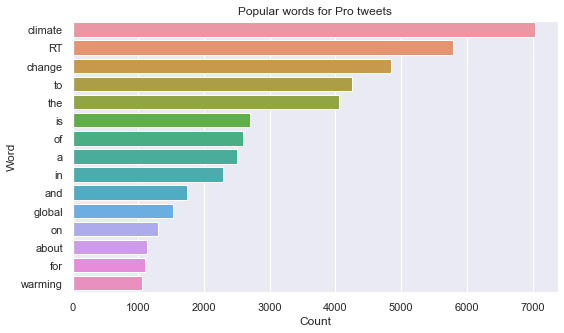 Popular words for Pro tweets
climate
RT
change
to
the
is
of
a
in
and
global
on
about
for
warming
Word
0 1000 2000 3000 4000 5000 6000 7000
Count